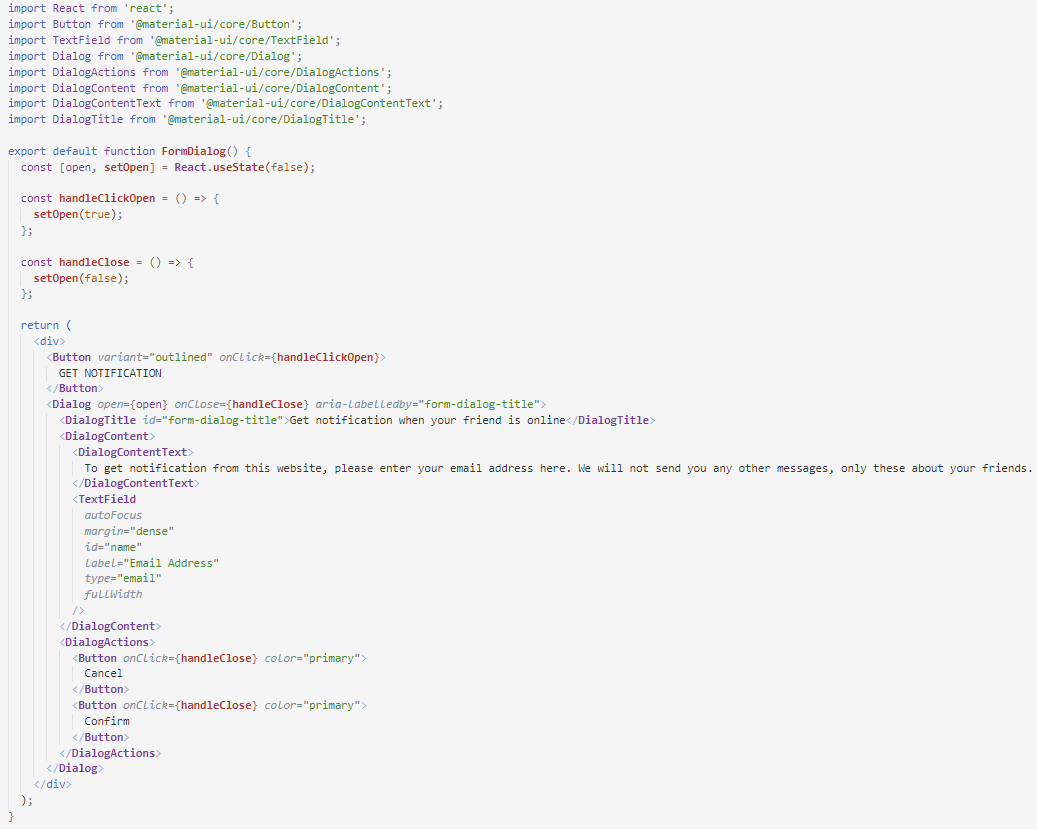 import React from 'react';
import Button from '@material-ui/core/Button';
import TextField from '@material-ui/core/TextField';
import Dialog from '@material-ui/core/Dialog';
import DialogActions from '@material-ui/core/DialogActions';
import DialogContent from '@material-ui/core/DialogContent';
import DialogContentText from '@material-ui/core/DialogContentText';
import DialogTitle from '@material-ui/core/DialogTitle';

export default function FormDialog() {
  const [open, setOpen] = React.useState(false);

  const handleClickOpen = () => {
    setOpen(true);
  };

  const handleClose = () => {
    setOpen(false);
  };

  return (
    <div>
      <Button variant="outlined" onClick={handleClickOpen}>
        GET NOTIFICATION
      </Button>
      <Dialog open={open} onClose={handleClose} aria-labelledby="form-dialog-title">
        <DialogTitle id="form-dialog-title">Get notification when your friend is online</DialogTitle>
        <DialogContent>
          <DialogContentText>
            To get notification from this website, please enter your email address here. We will not send you any other messages, only these about your friends.
          </DialogContentText>
          <TextField
            autoFocus
            margin="dense"
            id="name"
            label="Email Address"
            type="email"
            fullWidth
          />
        </DialogContent>
        <DialogActions>
          <Button onClick={handleClose} color="primary">
            Cancel
          </Button>
          <Button onClick={handleClose} color="primary">
            Confirm
          </Button>
        </DialogActions>
      </Dialog>
    </div>
  );
}